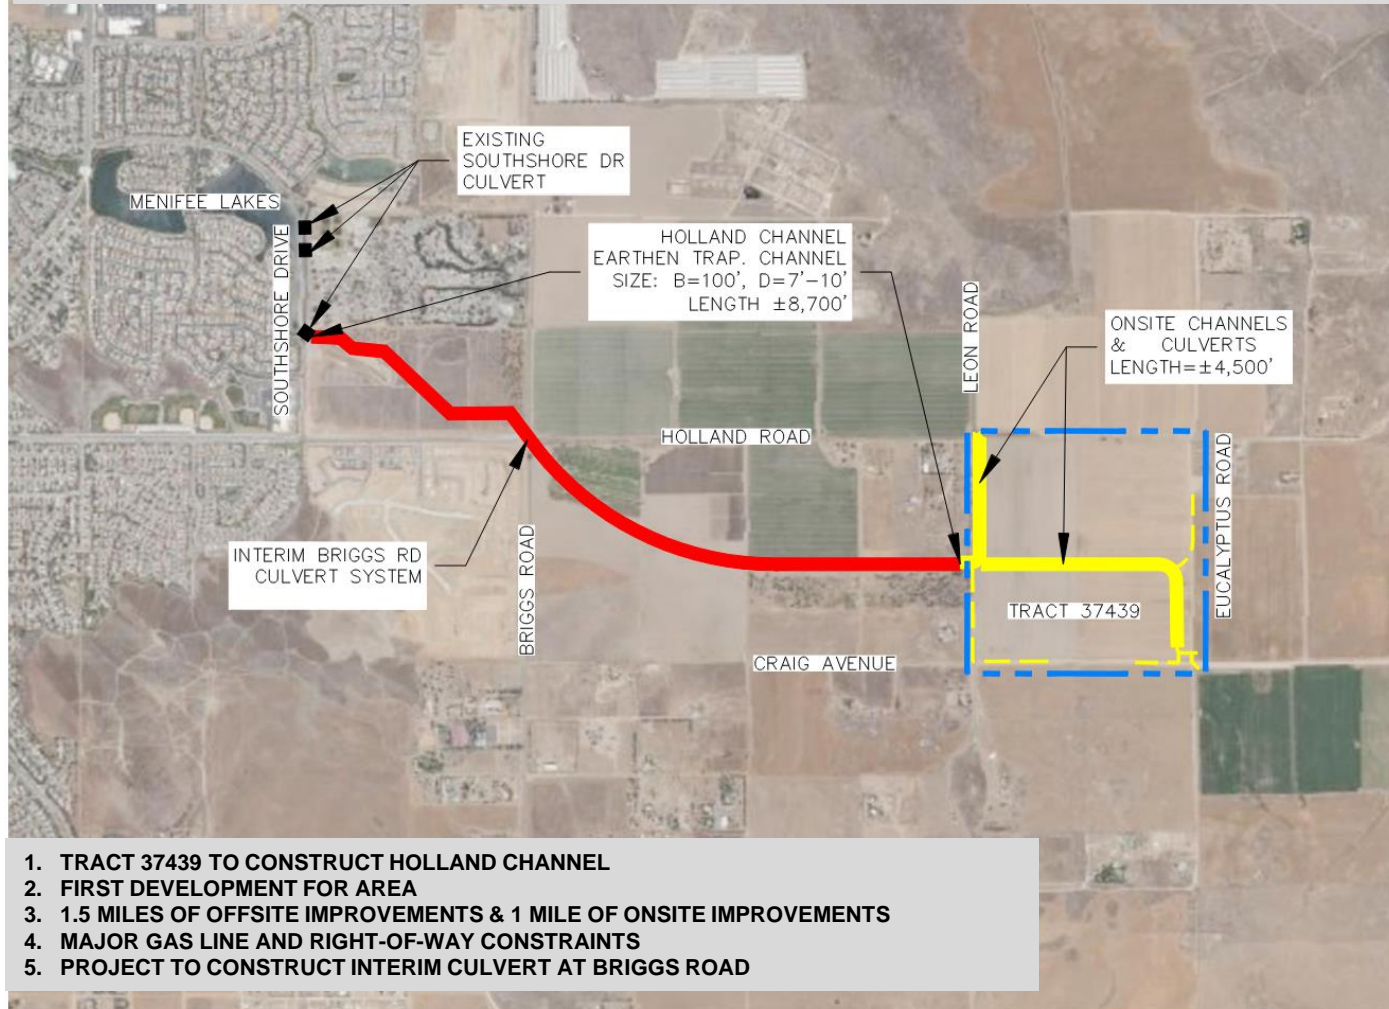 EXISTING
SOUTHSHORE DR
CULVERT
MENIFEE LAKES
SOUTHSHORE DRIVE
HOLLAND CHANNEL
EARTHEN TRAP. CHANNEL
SIZE: B=100', D=7'-10'
LENGTH ±8,700'
LEON ROAD
ONSITE CHANNELS
& CULVERTS
LENGTH=±4,500'
HOLLAND ROAD
EUCALYPTUS ROAD
INTERIM BRIGGS RD
CULVERT SYSTEM
BRIGGS ROAD
TRACT 37439
CRAIG AVENUE
1. TRACT 37439 TO CONSTRUCT HOLLAND CHANNEL
2. FIRST DEVELOPMENT FOR AREA
3. 1.5 MILES OF OFFSITE IMPROVEMENTS & 1 MILE OF ONSITE IMPROVEMENTS
4. MAJOR GAS LINE AND RIGHT-OF-WAY CONSTRAINTS
5. PROJECT TO CONSTRUCT INTERIM CULVERT AT BRIGGS ROAD